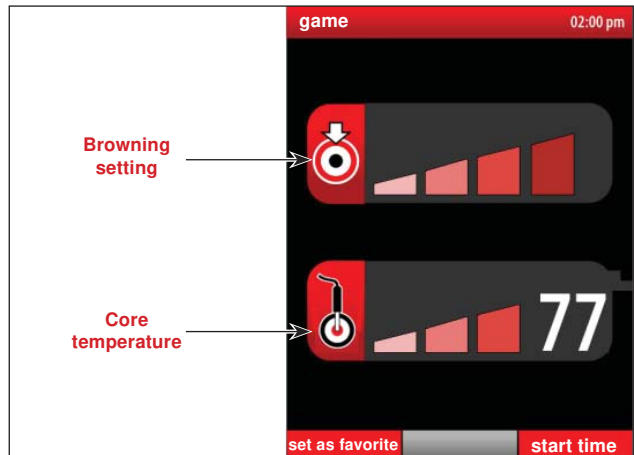 game
02:00 pm
Browning
setting
Core
temperature
77
set as favorite
start time